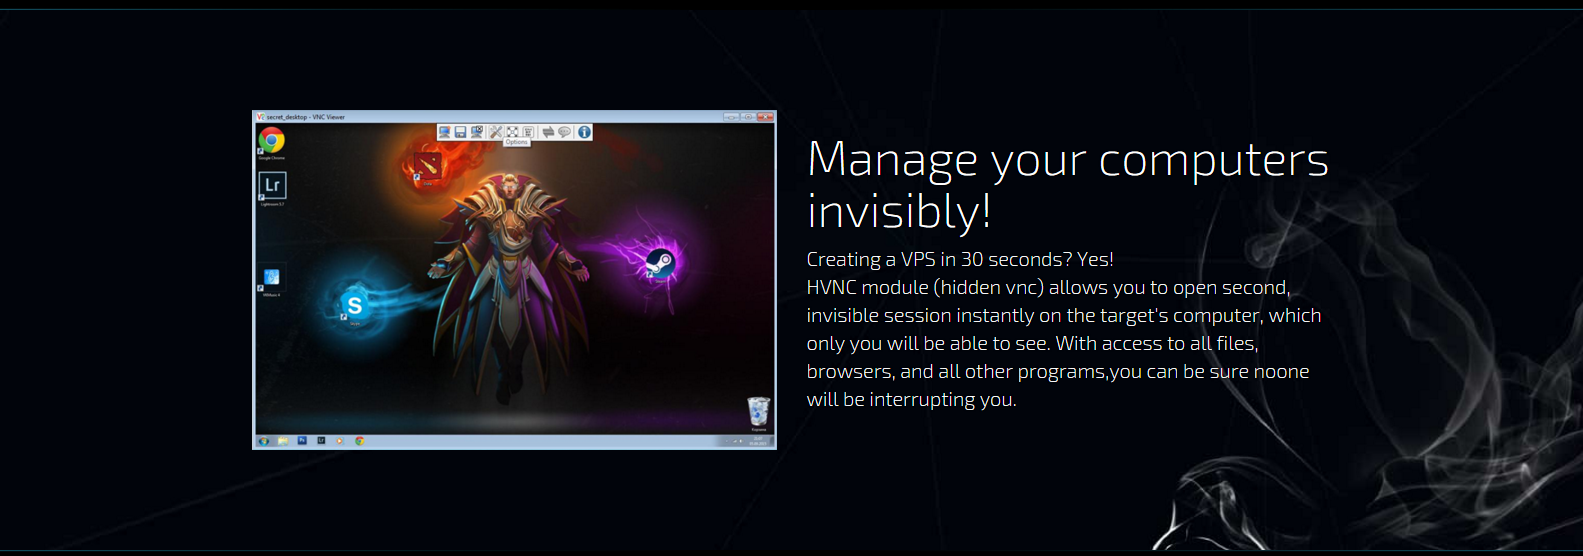 secret_desktop - VNC Viewer
Options
Google Chrome
Lr
Lightroom 5.7
S
Manage your computers
invisibly!
Creating a VPS in 30 seconds? Yes!
HVNC module (hidden vnc) allows you to open second,
invisible session instantly on the target's computer, which
only you will be able to see. With access to all files,
browsers, and all other programs,you can be sure noone
will be interrupting you.